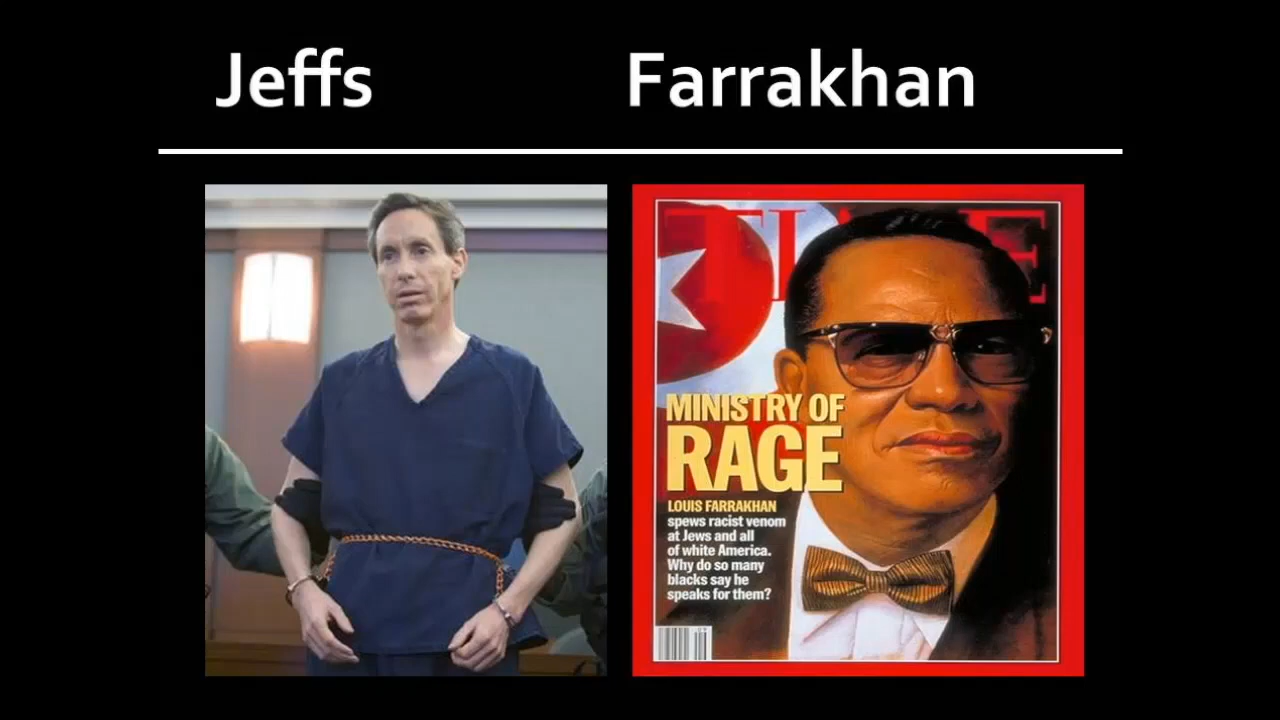 Jeffs Farrakhan
TIME
MINISTRY OF
RAGE
LOUIS FARRAKHAN
spews racist venom
at Jews and all
of white America.
Why do so many
blacks say he
speaks for them?